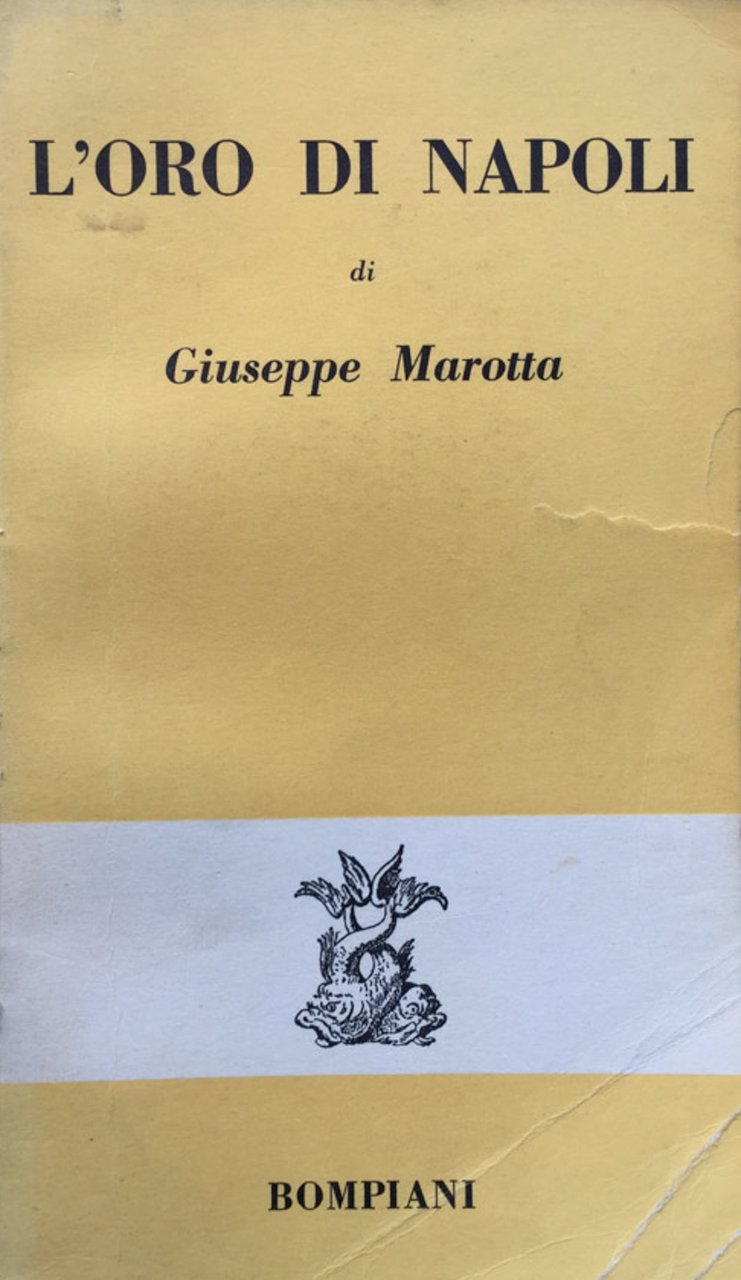 L'ORO DI NAPOLI
di
Giuseppe Marotta
BOMPIANI